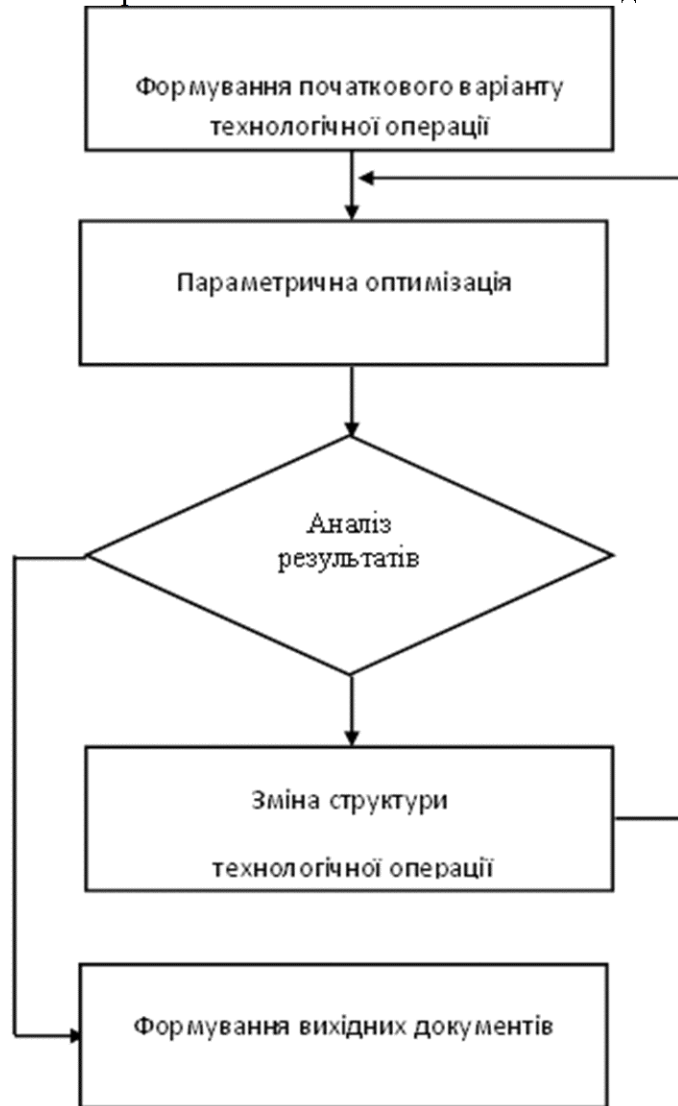 Формування початкового варіанту
технологічної операції
Параметрична оптимізація
Аналіз
результатів
Зміна структури
технологічної операції
Формування вихідних документів